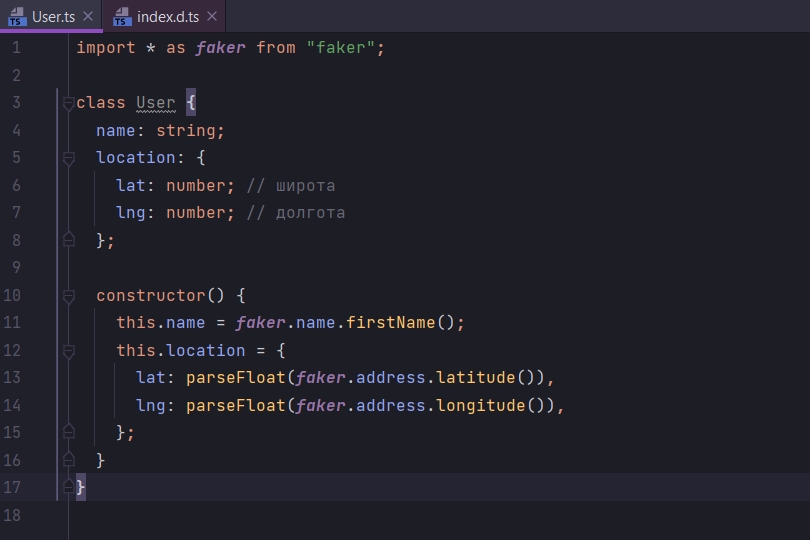 User.ts index.d.ts
1 import * as faker from "faker";
2
3 class User {
4 name: string;
5 location: {
6 lat: number; // широта
7 lng: number; // долгота
8 };
9
10 constructor() {
11 this.name = faker.name.firstName();
12 this.location = {
13 lat: parseFloat(faker.address.latitude()),
14 lng: parseFloat(faker.address.longitude()),
15 };
16 }
17 }
18